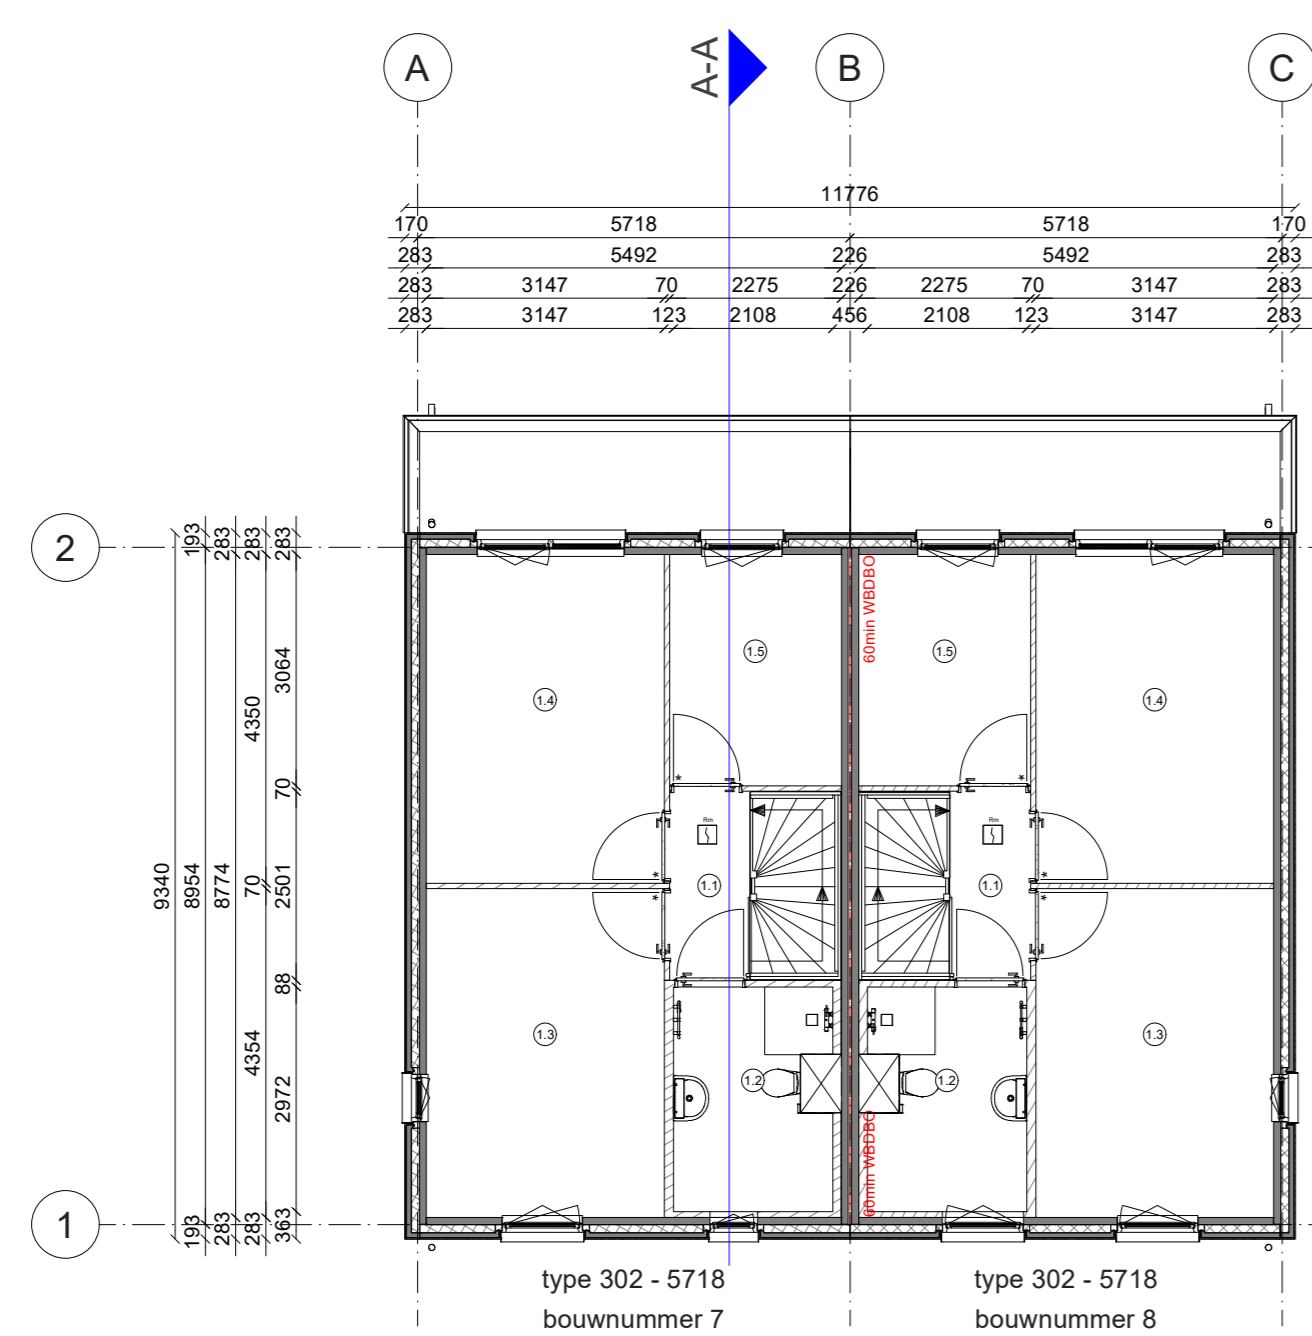 A
A-A
B
C
11776
170 5718 5718 170
283 5492 226 5492 283
283 3147 70 2275 226 2275 70 3147 283
283 3147 123 2108 456 2108 123 3147 283
2
1
9340
193 8954 193
283 8774 283
283 4350 70 4354 283
283 3064 70 2501 88 2972 363
60min WBDBO
1.5 1.5
1.4 1.4
* *
Rm Rm
* *
1.1 1.1
* *
1.3 1.3
1.2 1.2
60min WBDBO
type 302 - 5718
bouwnummer 7
type 302 - 5718
bouwnummer 8